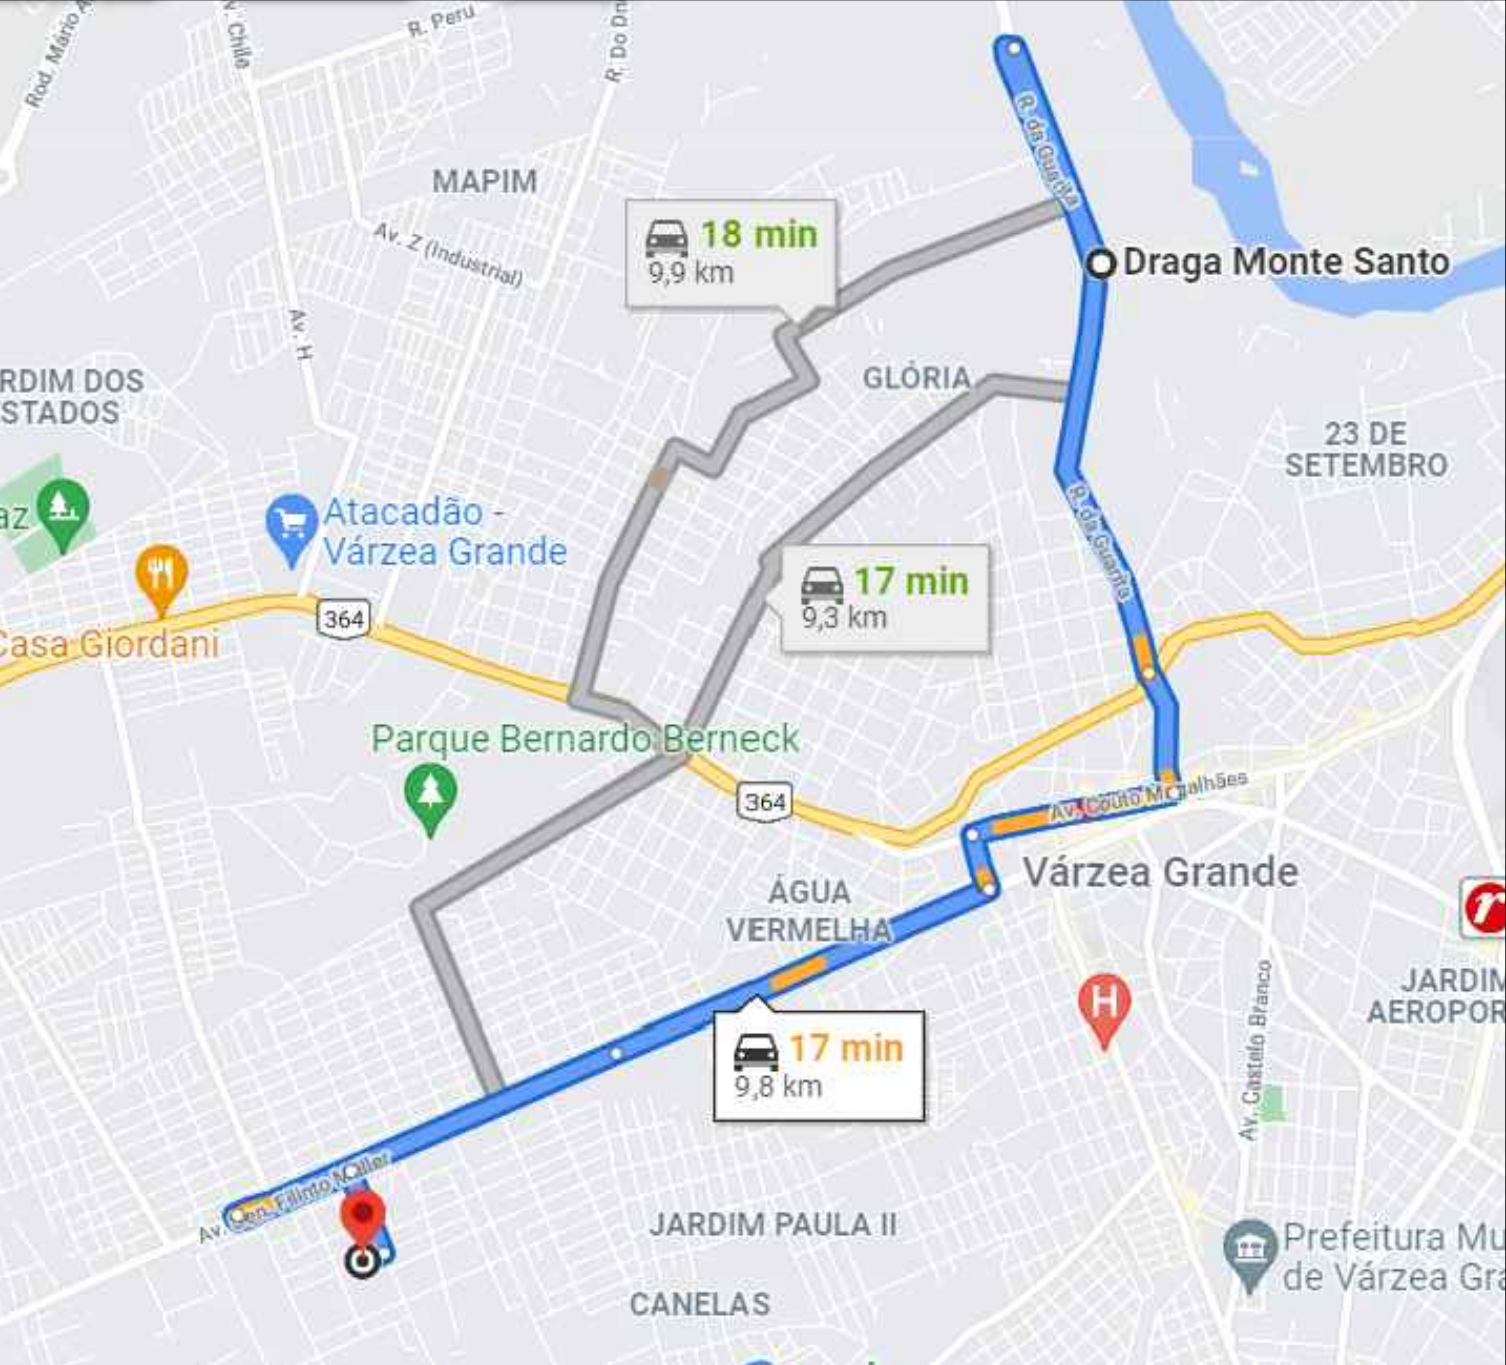 Rod. Mário A
v. Chile
R. Peru
R. Do Dn
R. da Guarita
MAPIM
Av. Z (Industrial)
18 min
9,9 km
Draga Monte Santo
Av. H
RDIM DOS
STADOS
GLÓRIA
23 DE
SETEMBRO
az
Atacadão -
Várzea Grande
R. da Guarita
17 min
9,3 km
364
Casa Giordani
Parque Bernardo Berneck
364
Av. Couto Magalhães
Várzea Grande
ÁGUA
VERMELHA
r
H
JARDIM
AEROPOR
Av. Castelo Branco
17 min
9,8 km
Av. Gen. Filinto Müller
JARDIM PAULA II
Prefeitura Mu
de Várzea Gra
CANELAS